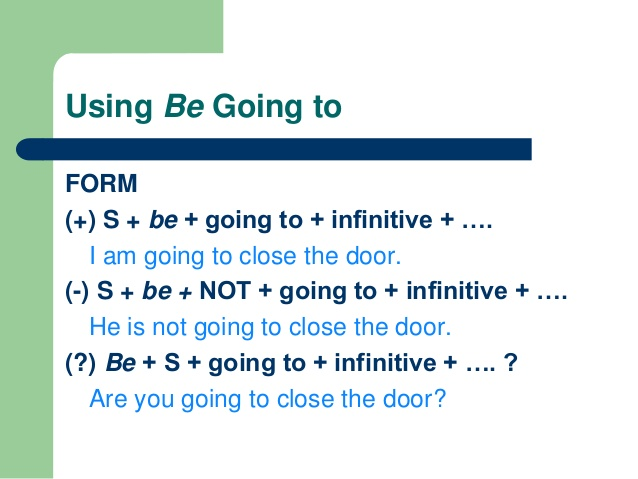 Using Be Going to
FORM
(+) S + be + going to + infinitive + ….
I am going to close the door.
(-) S + be + NOT + going to + infinitive + ….
He is not going to close the door.
(?) Be + S + going to + infinitive + …. ?
Are you going to close the door?